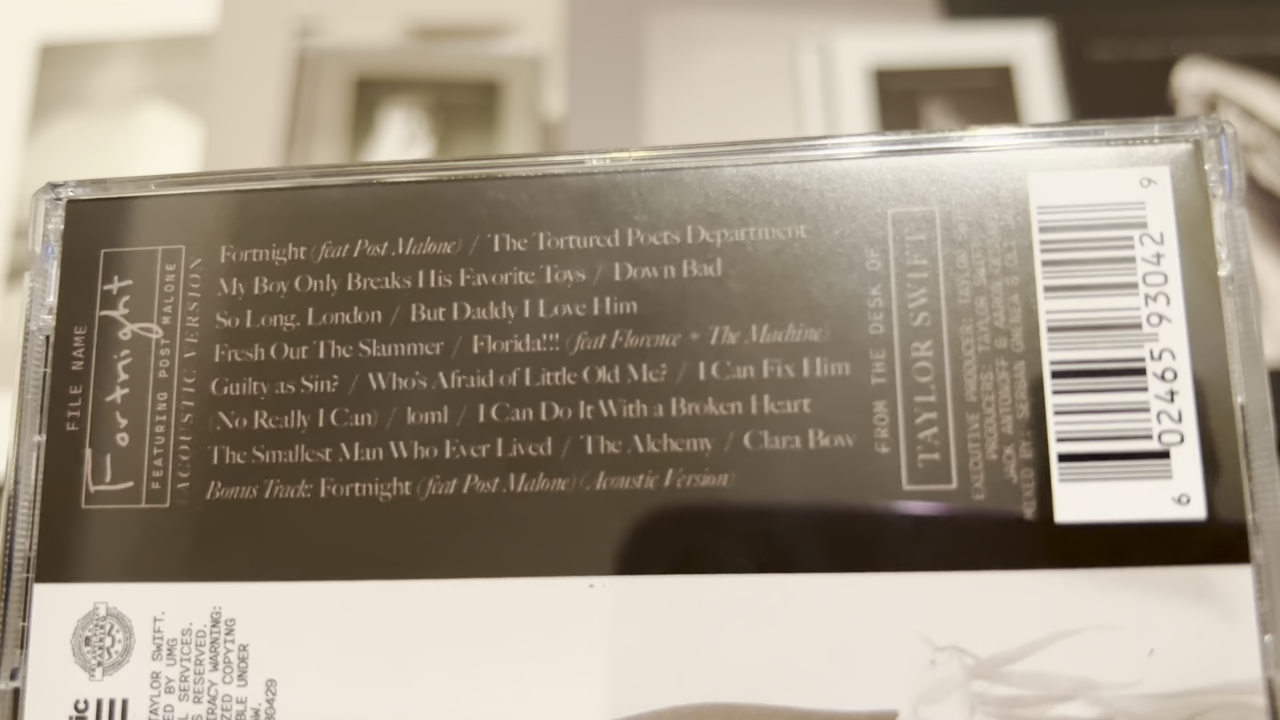 FILE NAME
Fortnight
FEATURING POST MALONE
ACOUSTIC VERSION
Fortnight (feat Post Malone) / The Tortured Poets Department
My Boy Only Breaks His Favorite Toys / Down Bad
So Long, London / But Daddy I Love Him
Fresh Out The Slammer / Florida!!! (feat Florence + The Machine)
Guilty as Sin? / Who's Afraid of Little Old Me? / I Can Fix Him
(No Really I Can) / loml / I Can Do It With a Broken Heart
The Smallest Man Who Ever Lived / The Alchemy / Clara Bow
Bonus Track: Fortnight (feat Post Malone) (Acoustic Version)
FROM THE DESK OF
TAYLOR SWIFT
EXECUTIVE PRODUCER: TAYLOR
PRODUCERS: TAYLOR SWIFT
JACK ANTONOFF & AARON
MIXED BY: SERBAN GHENEA &
6 02465 93042 9
TAYLOR SWIFT.
ED BY UMG
L SERVICES.
S RESERVED.
RACY WARNING:
ZED COPYING
BLE UNDER
AW.
30429
ic